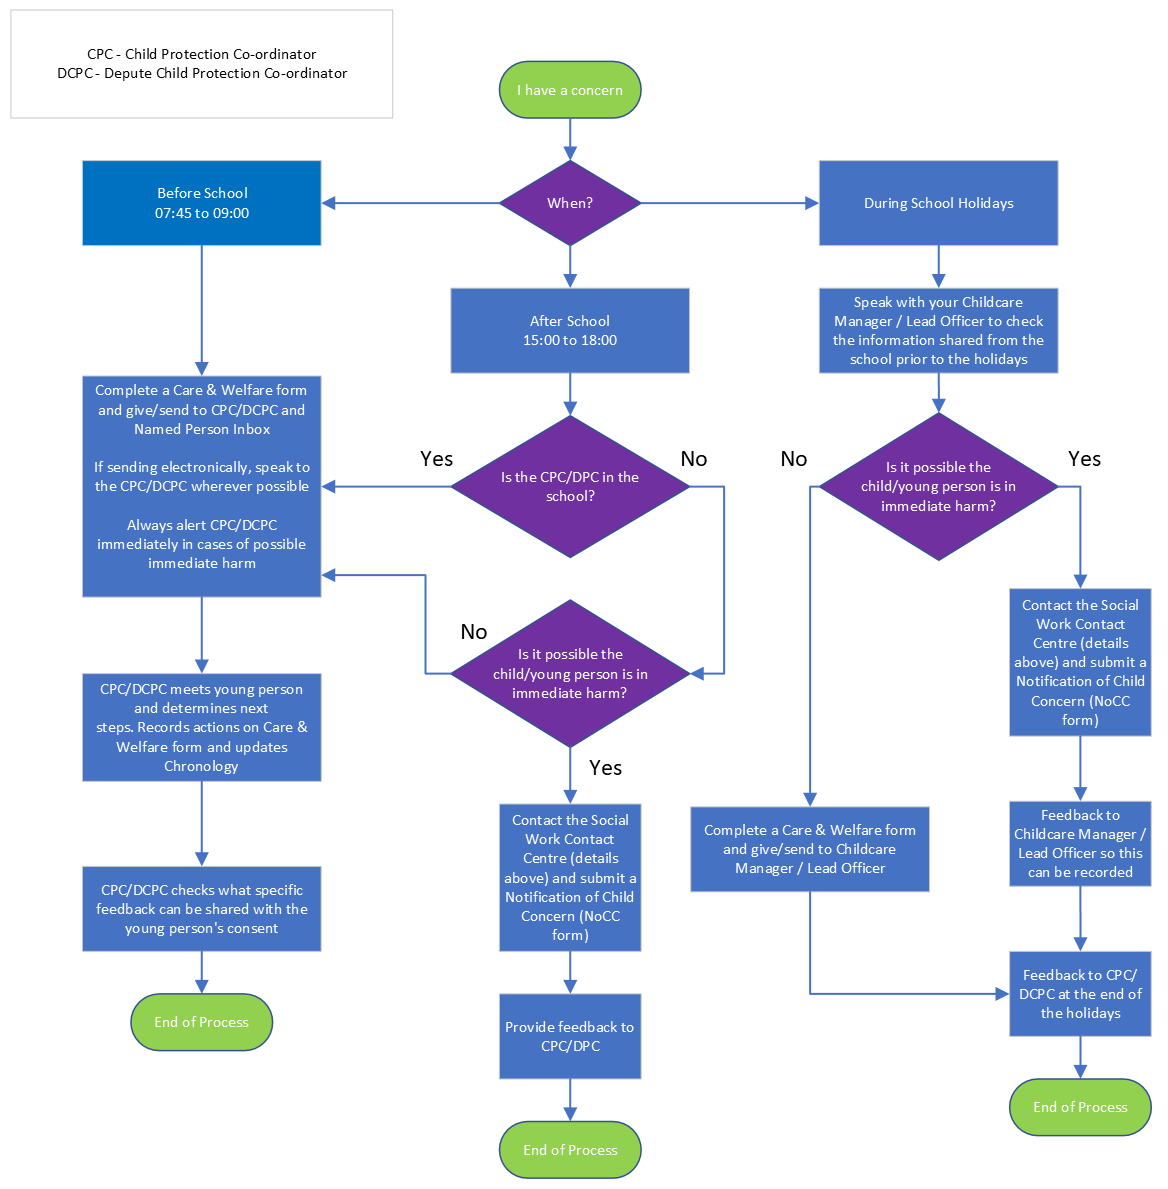 CPC - Child Protection Co-ordinator
DCPC - Depute Child Protection Co-ordinator
I have a concern
When?
Before School
07:45 to 09:00
During School Holidays
After School
15:00 to 18:00
Speak with your Childcare
Manager / Lead Officer to check
the information shared from the
school prior to the holidays
Complete a Care & Welfare form
and give/send to CPC/DCPC and
Named Person Inbox
If sending electronically, speak to
the CPC/DCPC wherever possible
Always alert CPC/DCPC
immediately in cases of possible
immediate harm
Yes
Is the CPC/DPC in the
school?
No
No
Is it possible the
child/young person is in
immediate harm?
Yes
No
Is it possible the
child/young person is in
immediate harm?
Yes
Contact the Social
Work Contact
Centre (details
above) and submit a
Notification of Child
Concern (NoCC
form)
CPC/DCPC meets young person
and determines next
steps. Records actions on Care &
Welfare form and updates
Chronology
Contact the Social
Work Contact
Centre (details
above) and submit a
Notification of Child
Concern (NoCC
form)
Complete a Care & Welfare form
and give/send to Childcare
Manager / Lead Officer
Feedback to
Childcare Manager /
Lead Officer so this
can be recorded
CPC/DCPC checks what specific
feedback can be shared with the
young person's consent
Feedback to CPC/
DCPC at the end of
the holidays
End of Process
Provide feedback to
CPC/DPC
End of Process
End of Process